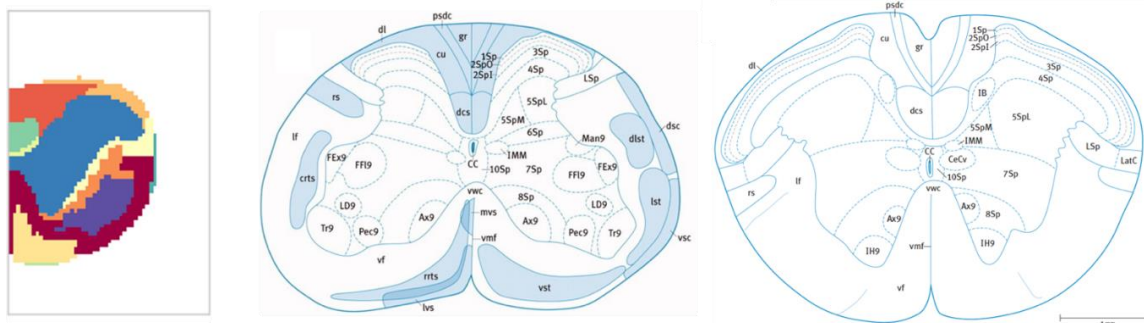 psdc
dl
gr
cu
1Sp
2SpO
2SpI
3Sp
4Sp
LSp
rs
dcs
5SpL
5SpM
dsc
lf
6Sp
Man9
dlst
FEx9
FFl9
IMM
CC
10Sp
7Sp
FFl9
FEx9
crts
vwc
LD9
8Sp
LD9
lst
Ax9
mvs
Ax9
Tr9
Pec9
vmf
Pec9
Tr9
vsc
vf
rrts
vst
lvs
psdc
1Sp
2SpO
2SpI
cu
gr
dl
3Sp
4Sp
IB
dcs
5SpL
5SpM
IMM
CC
CeCv
LSp
LatC
10Sp
7Sp
rs
lf
vwc
Ax9
Ax9
8Sp
IH9
vmf
IH9
vf